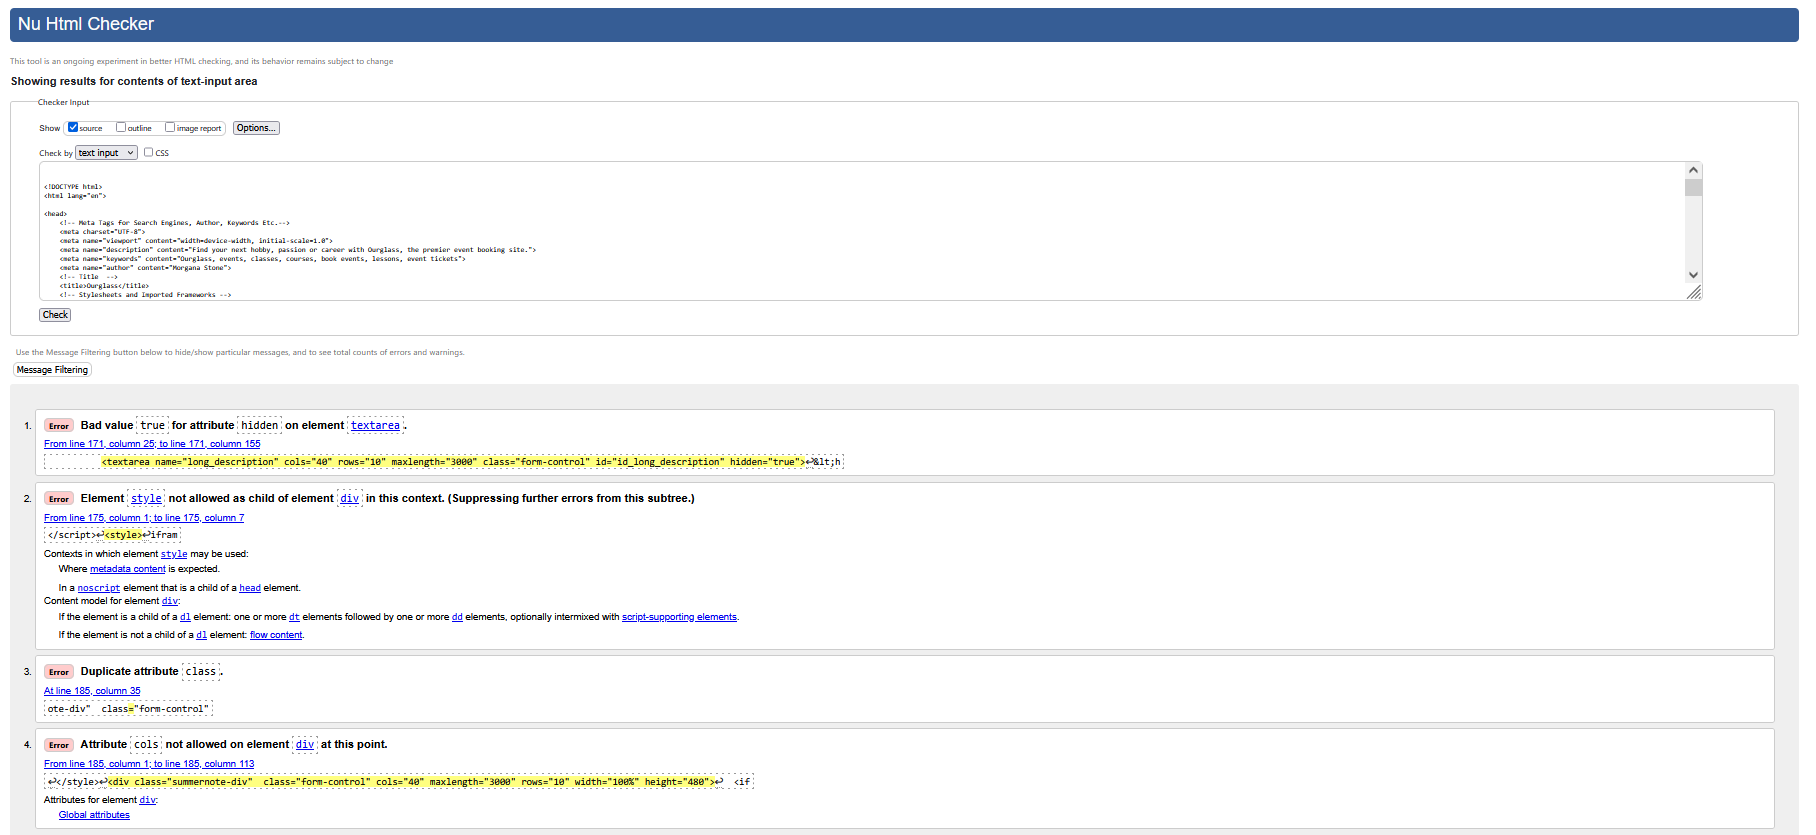 Nu Html Checker
This tool is an ongoing experiment in better HTML checking, and its behavior remains subject to change
Showing results for contents of text-input area
Checker Input
Show source outline image report Options...
Check by text input CSS
<!DOCTYPE html>
<html lang="en">
<head>
<!-- Meta Tags for Search Engines, Author, Keywords Etc.-->
<meta charset="UTF-8">
<meta name="viewport" content="width=device-width, initial-scale=1.0">
<meta name="description" content="Find your next hobby, passion or career with Ourglass, the premier event booking site.">
<meta name="keywords" content="Ourglass, events, classes, courses, book events, lessons, event tickets">
<meta name="author" content="Morgana Stone">
<!-- Title -->
<title>Ourglass</title>
<!-- Stylesheets and Imported Frameworks -->
Check
Use the Message Filtering button below to hide/show particular messages, and to see total counts of errors and warnings.
Message Filtering
1. Error Bad value true for attribute hidden on element textarea.
From line 171, column 25; to line 171, column 155
<textarea name="long_description" cols="40" rows="10" maxlength="3000" class="form-control" id="id_long_description" hidden="true">↩&lt;h
2. Error Element style not allowed as child of element div in this context. (Suppressing further errors from this subtree.)
From line 175, column 1; to line 175, column 7
</script>↩<style>↩ifram
Contexts in which element style may be used:
Where metadata content is expected.
In a noscript element that is a child of a head element.
Content model for element div:
If the element is a child of a dl element: one or more dt elements followed by one or more dd elements, optionally intermixed with script-supporting elements.
If the element is not a child of a dl element: flow content.
3. Error Duplicate attribute class.
At line 185, column 35
ote-div"  class="form-control"
4. Error Attribute cols not allowed on element div at this point.
From line 185, column 1; to line 185, column 113
↩</style>↩<div class="summernote-div"  class="form-control" cols="40" maxlength="3000" rows="10" width="100%" height="480">↩  <if
Attributes for element div:
Global attributes